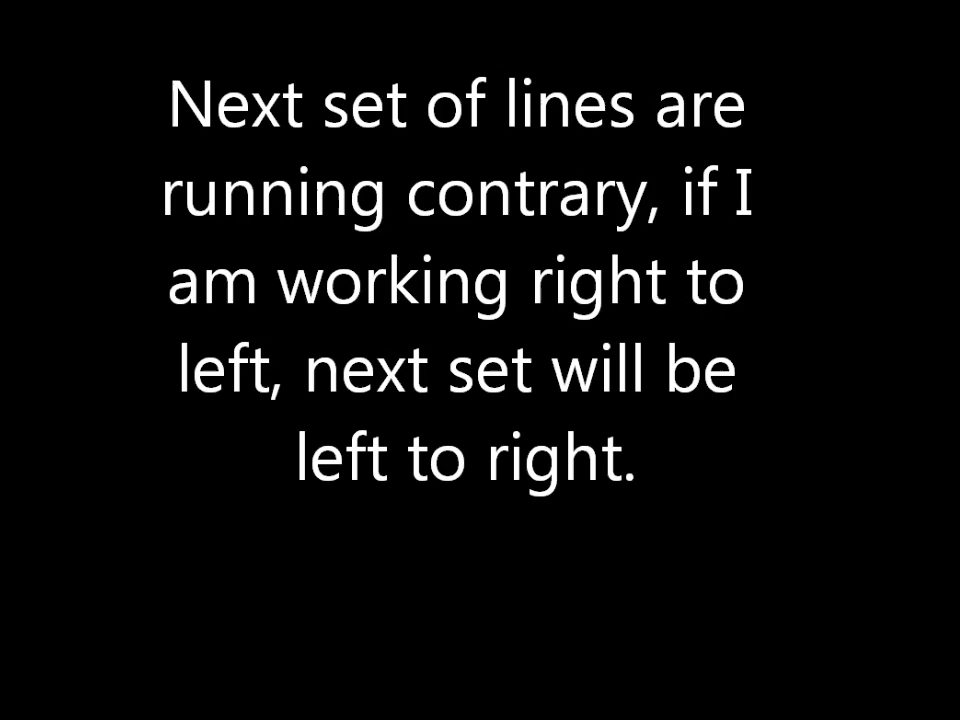 Next set of lines are
running contrary, if I
am working right to
left, next set will be
left to right.